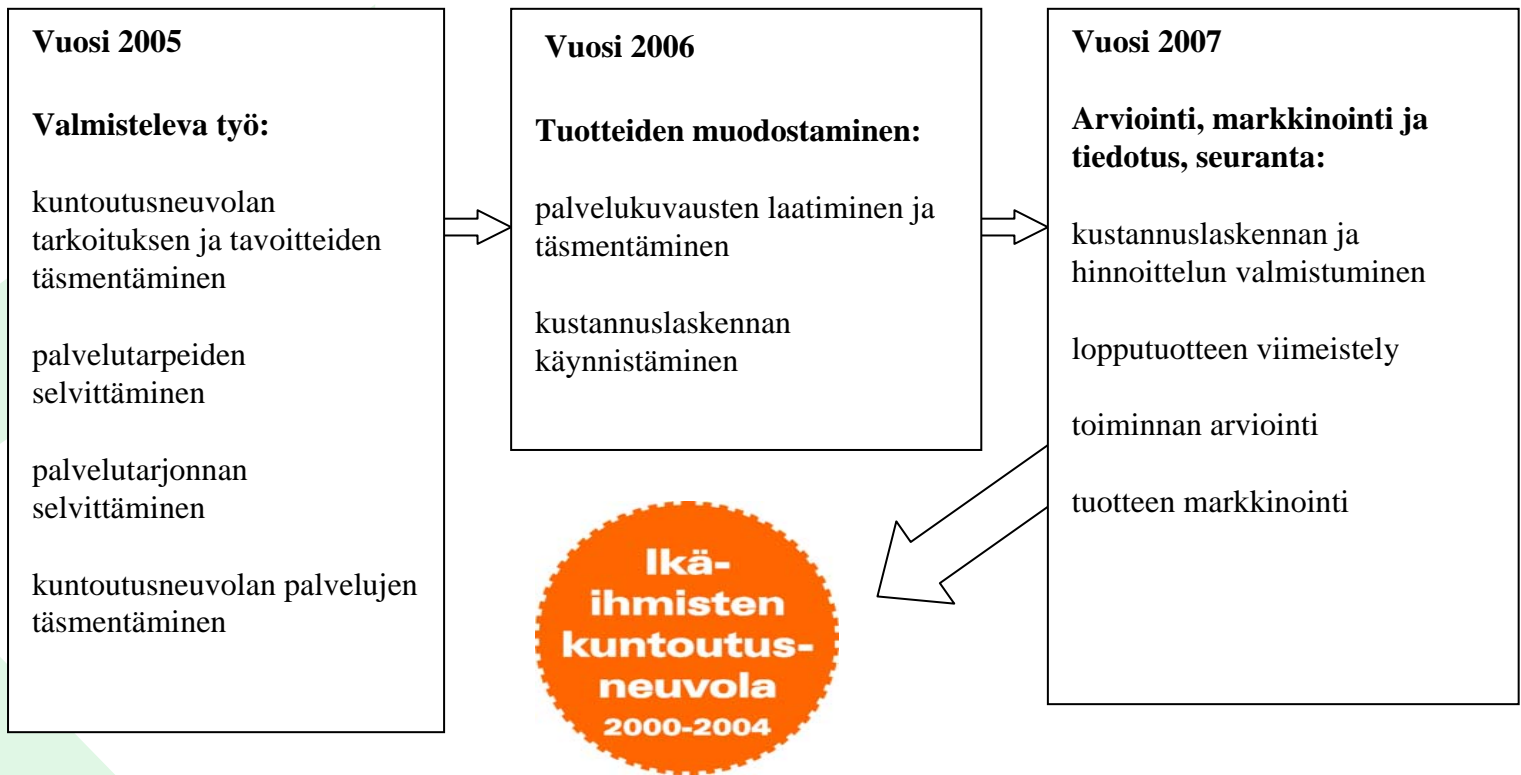 Vuosi 2005
Valmisteleva työ:
kuntoutusneuvolan
tarkoituksen ja tavoitteiden
täsmentäminen
palvelutarpeiden
selvittäminen
palvelutarjonnan
selvittäminen
kuntoutusneuvolan palvelujen
täsmentäminen
Vuosi 2006
Tuotteiden muodostaminen:
palvelukuvausten laatiminen ja
täsmentäminen
kustannuslaskennan
käynnistäminen
Vuosi 2007
Arviointi, markkinointi ja
tiedotus, seuranta:
kustannuslaskennan ja
hinnoittelun valmistuminen
lopputuotteen viimeistely
toiminnan arviointi
tuotteen markkinointi
Ikä-
ihmisten
kuntoutus-
neuvola
2000-2004